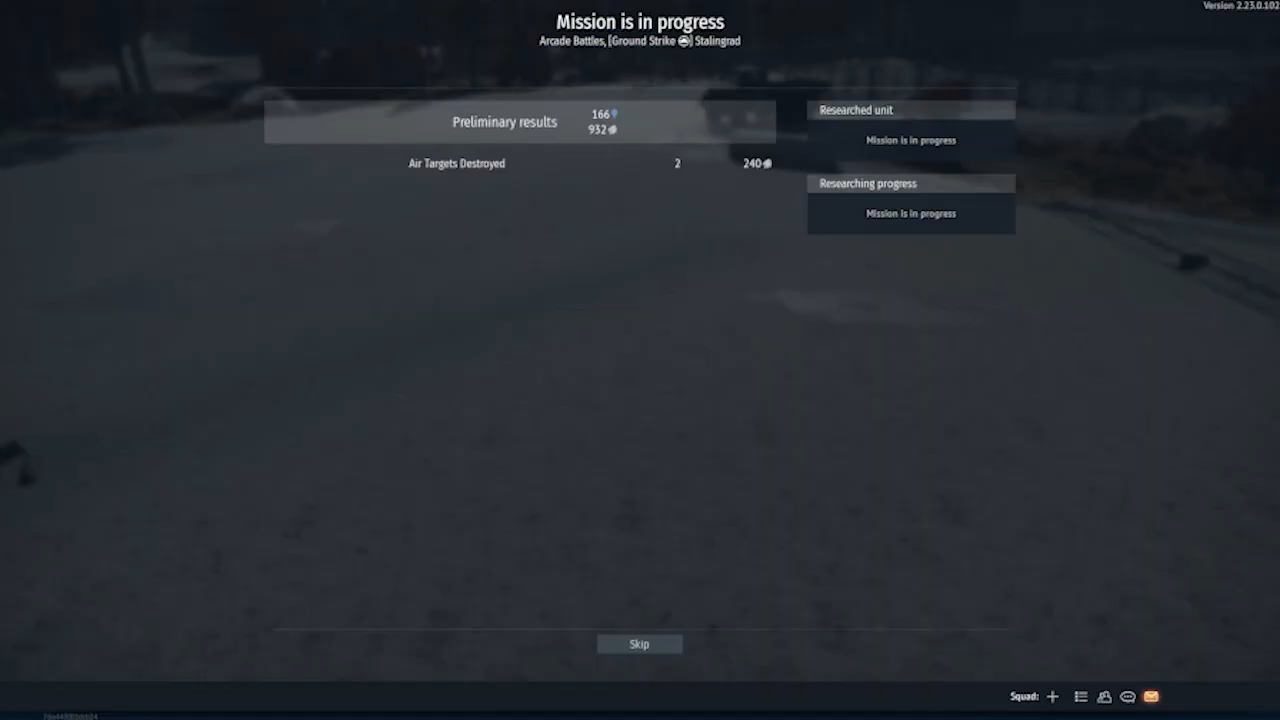 Version 2.23.0.102
Mission is in progress
Arcade Battles, [Ground Strike] Stalingrad
Preliminary results
166
932
Air Targets Destroyed 2 240
Researched unit
Mission is in progress
Researching progress
Mission is in progress
Skip
Squad: